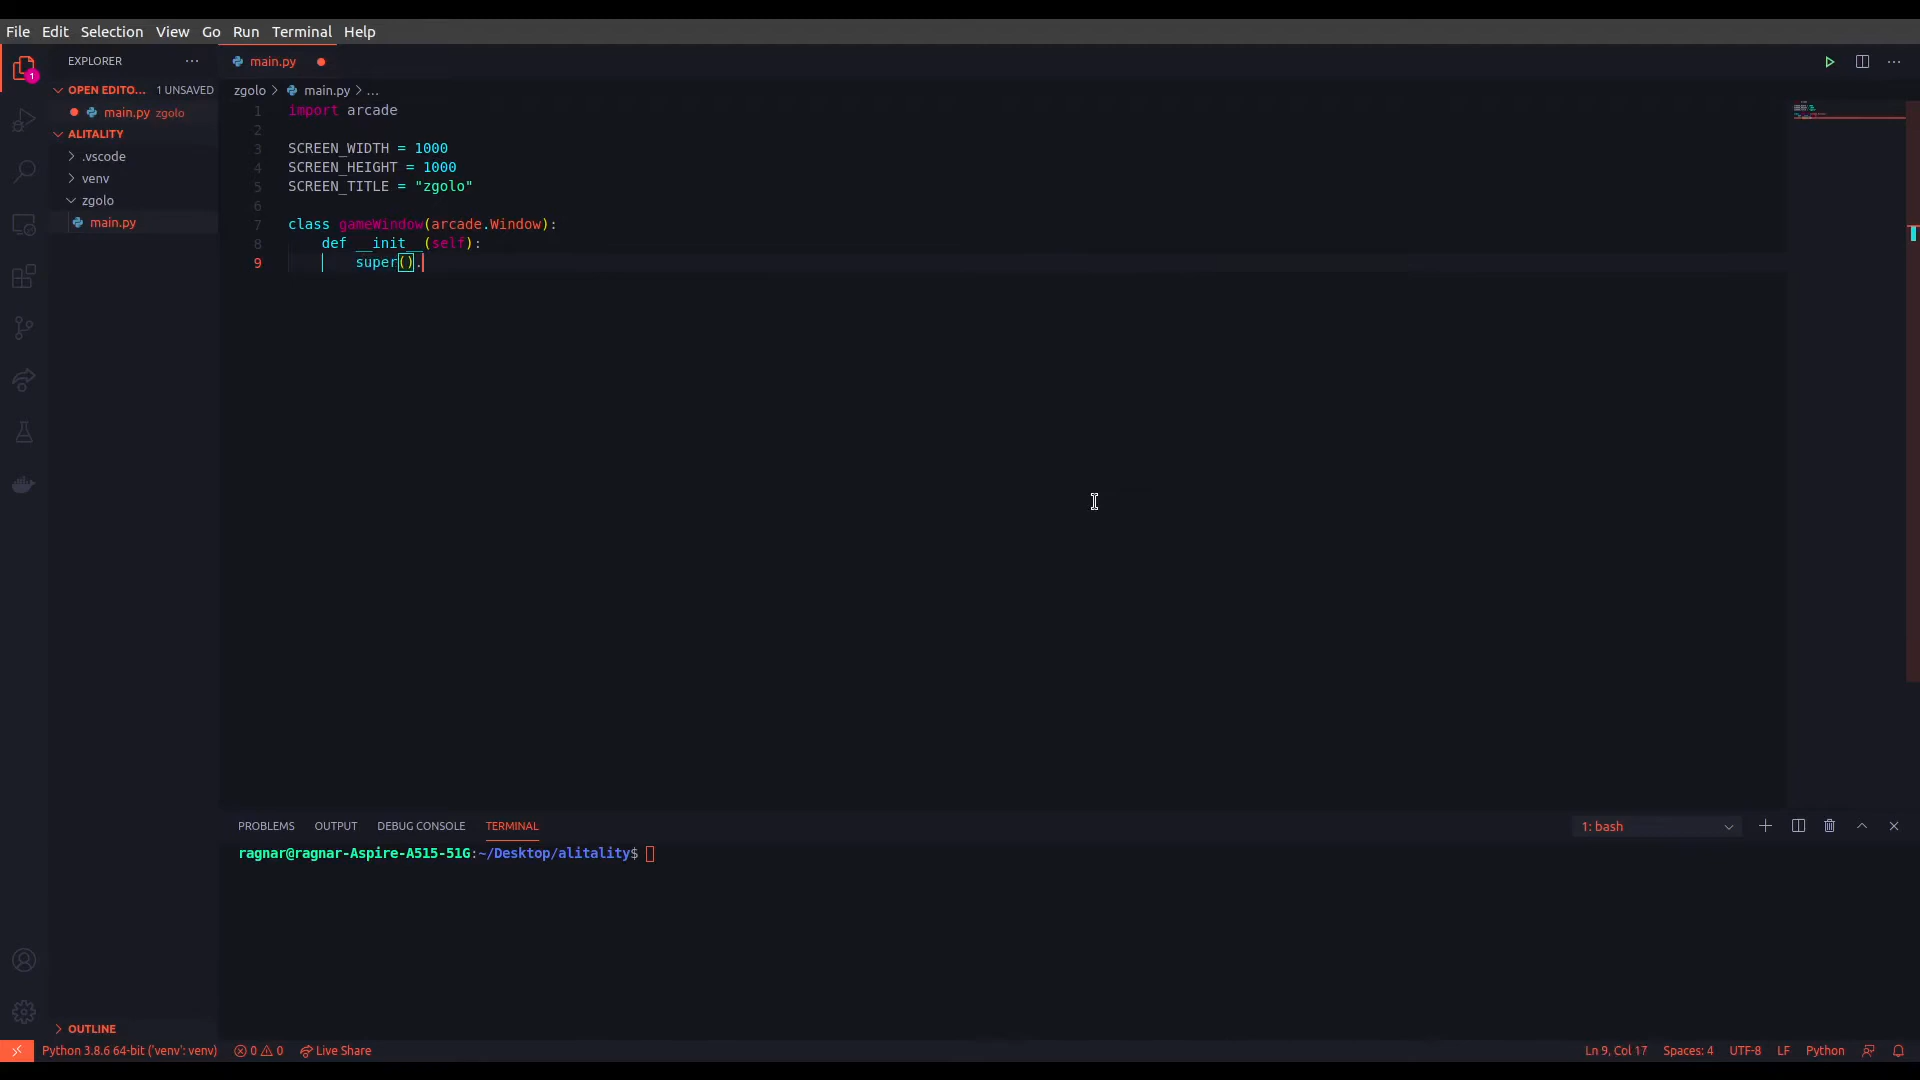 File Edit Selection View Go Run Terminal Help
EXPLORER ...
main.py
OPEN EDITO... 1 UNSAVED
main.py zgolo
ALITALITY
.vscode
venv
zgolo
main.py
zgolo > main.py > ...
1 import arcade
2
3 SCREEN_WIDTH = 1000
4 SCREEN_HEIGHT = 1000
5 SCREEN_TITLE = "zgolo"
6
7 class gameWindow(arcade.Window):
8 def __init__(self):
9 super().
PROBLEMS OUTPUT DEBUG CONSOLE TERMINAL
1: bash
ragnar@ragnar-Aspire-A515-51G:~/Desktop/alitality$
OUTLINE
1
Python 3.8.6 64-bit ('venv': venv) 0 0 Live Share
Ln 9, Col 17 Spaces: 4 UTF-8 LF Python